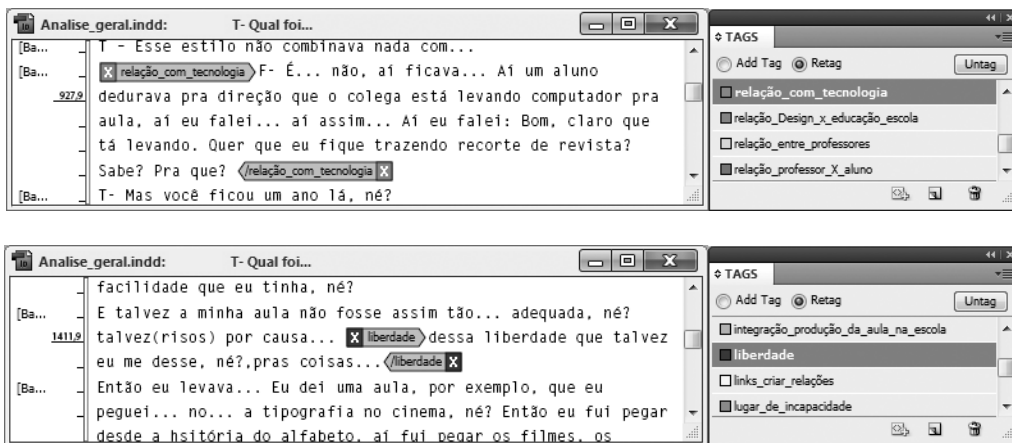 Analise_geral.indd: T- Qual foi...
[Ba... T - Esse estilo não combinava nada com...
[Ba... relação_com_tecnologia F- É... não, aí ficava... Aí um aluno
927,9 dedurava pra direção que o colega está levando computador pra
aula, aí eu falei... aí assim... Aí eu falei: Bom, claro que
tá levando. Quer que eu fique trazendo recorte de revista?
Sabe? Pra que? /relação_com_tecnologia
[Ba... T- Mas você ficou um ano lá, né?
TAGS
Add Tag Retag Untag
relação_com_tecnologia
relação_Design_x_educação_escola
relação_entre_professores
relação_professor_X_aluno
Analise_geral.indd: T- Qual foi...
facilidade que eu tinha, né?
[Ba... E talvez a minha aula não fosse assim tão... adequada, né?
1411,9 talvez(risos) por causa... liberdade dessa liberdade que talvez
eu me desse, né?,pras coisas... /liberdade
[Ba... Então eu levava... Eu dei uma aula, por exemplo, que eu
peguei... no... a tipografia no cinema, né? Então eu fui pegar
desde a hsitória do alfabeto, aí fui pegar os filmes, os
TAGS
Add Tag Retag Untag
integração_produção_da_aula_na_escola
liberdade
links_criar_relações
lugar_de_incapacidade